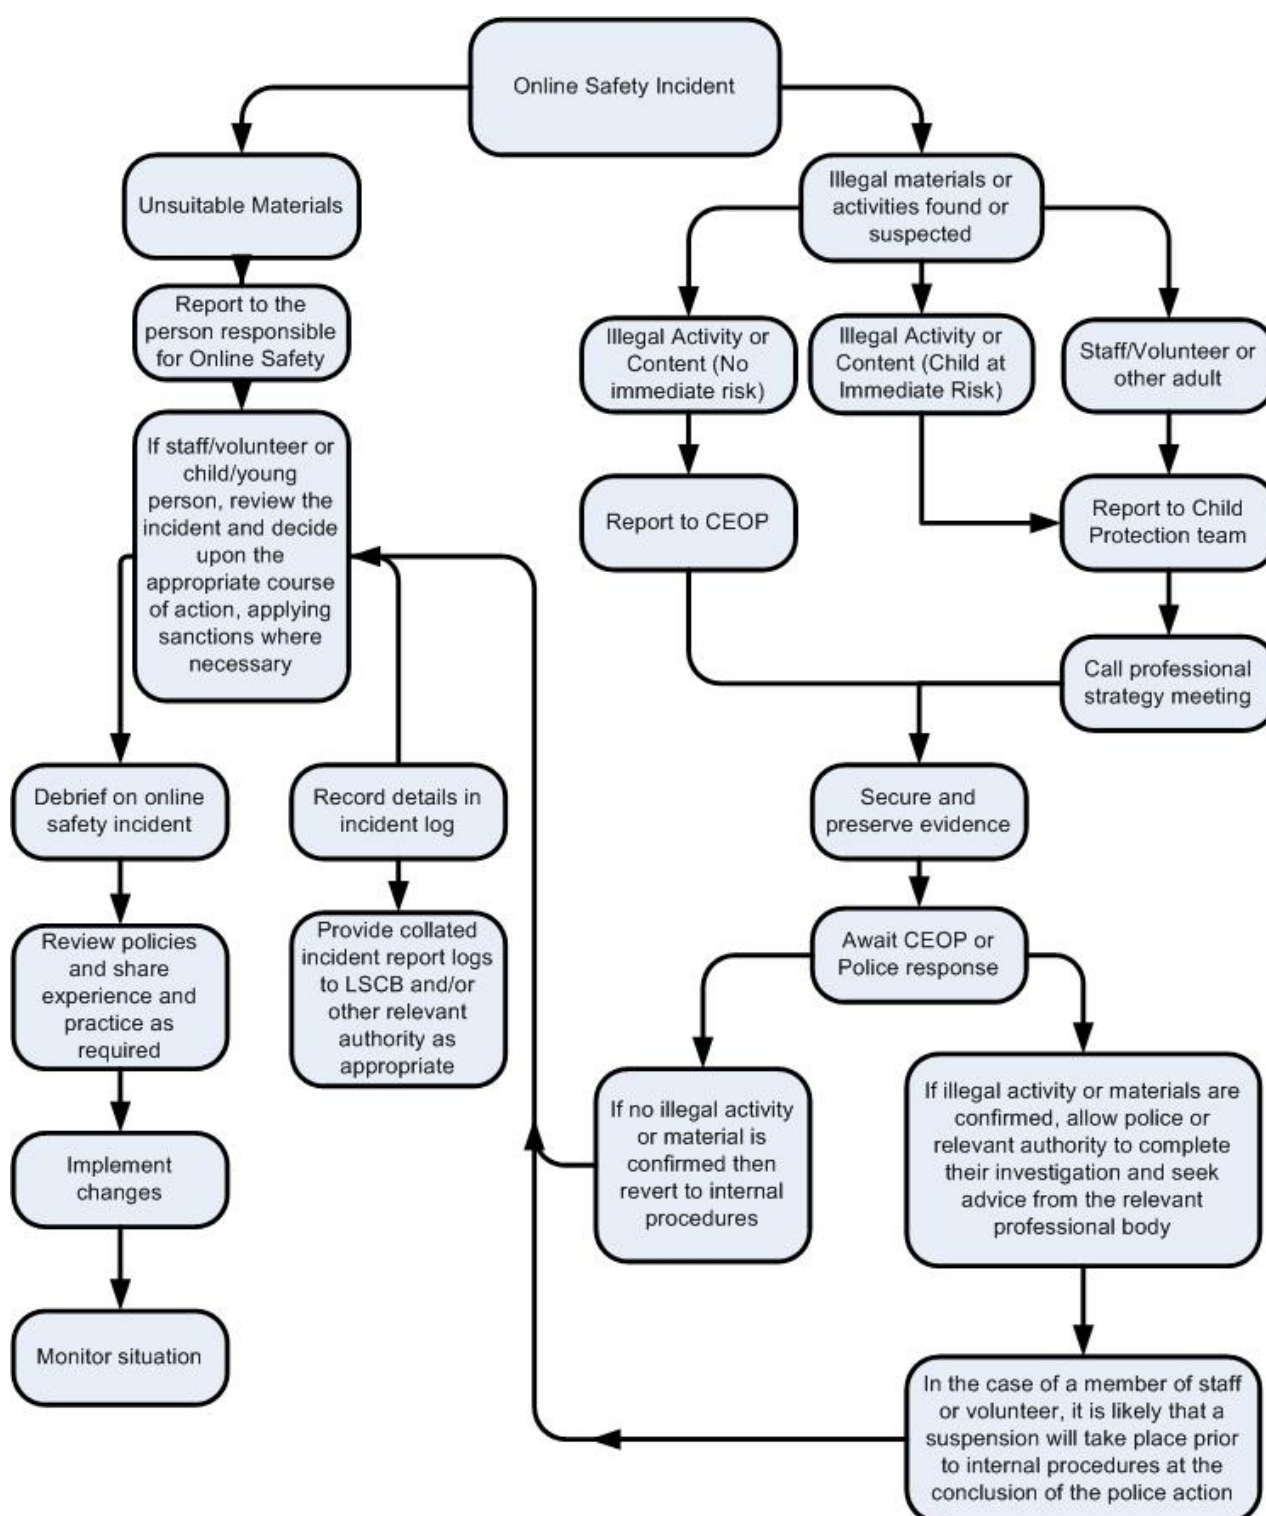 Online Safety Incident
Unsuitable Materials
Illegal materials or
activities found or
suspected
Report to the
person responsible
for Online Safety
Illegal Activity or
Content (No
immediate risk)
Illegal Activity or
Content (Child at
Immediate Risk)
Staff/Volunteer or
other adult
If staff/volunteer or
child/young
person, review the
incident and decide
upon the
appropriate course
of action, applying
sanctions where
necessary
Report to CEOP
Report to Child
Protection team
Call professional
strategy meeting
Debrief on online
safety incident
Record details in
incident log
Secure and
preserve evidence
Review policies
and share
experience and
practice as
required
Provide collated
incident report logs
to LSCB and/or
other relevant
authority as
appropriate
Await CEOP or
Police response
If no illegal activity
or material is
confirmed then
revert to internal
procedures
If illegal activity or materials are
confirmed, allow police or
relevant authority to complete
their investigation and seek
advice from the relevant
professional body
Implement
changes
Monitor situation
In the case of a member of staff
or volunteer, it is likely that a
suspension will take place prior
to internal procedures at the
conclusion of the police action